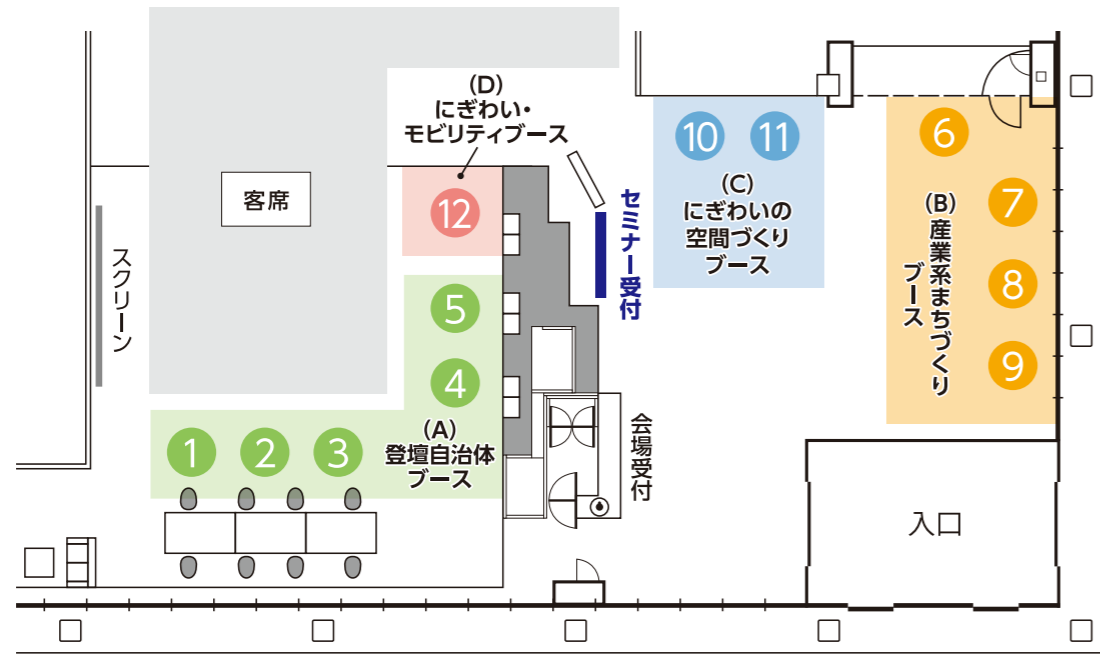 (D)
にぎわい・
モビリティブース
12
客席
スクリーン
5
4
(A)
登壇自治体
ブース
1
2
3
セミナー受付
会場受付
10
11
(C)
にぎわいの
空間づくり
ブース
6
7
8
9
(B)産業系まちづくり
ブース
入口